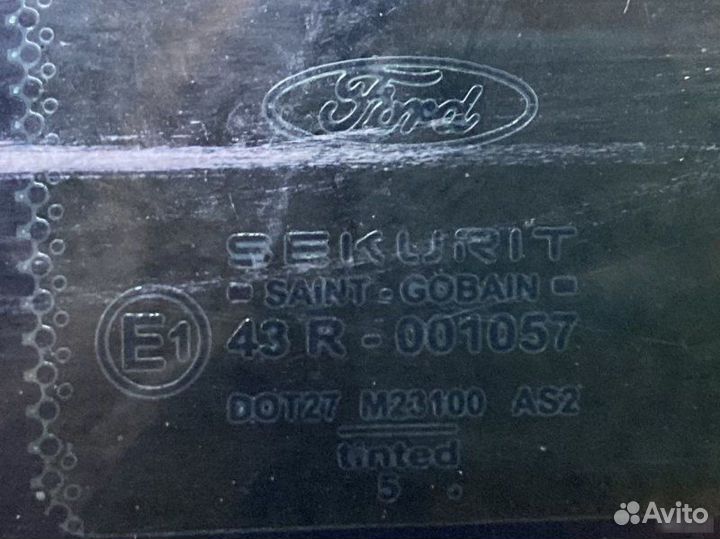 Ford
SEKURIT
SAINT-GOBAIN
E1 43 R - 001057
DOT27 M23100 AS2
tinted
5
Avito